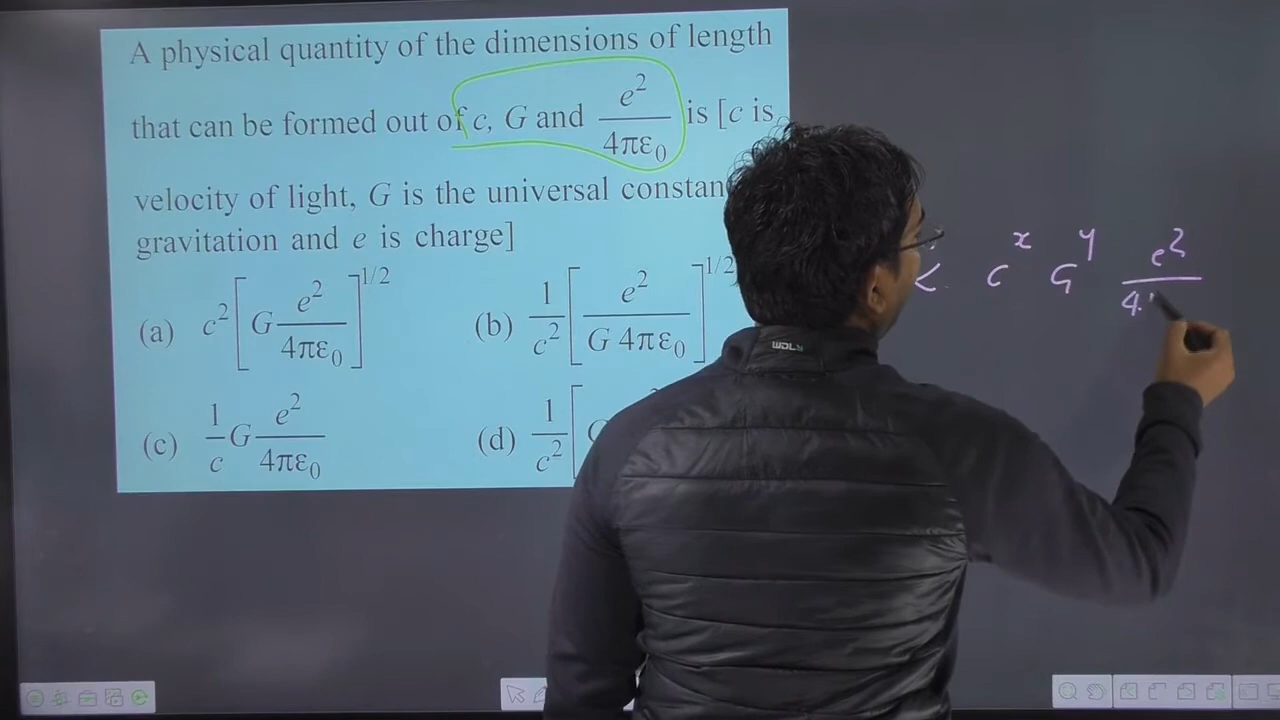 A physical quantity of the dimensions of length
that can be formed out of c, G and e²/4πε₀ is [c is
velocity of light, G is the universal constan
gravitation and e is charge]
(a) c²[G e²/4πε₀]^1/2
(b) 1/c² [e²/G 4πε₀]^1/2
(c) 1/c G e²/4πε₀
(d) 1/c² [
c^x G^y e²/4
WDLY